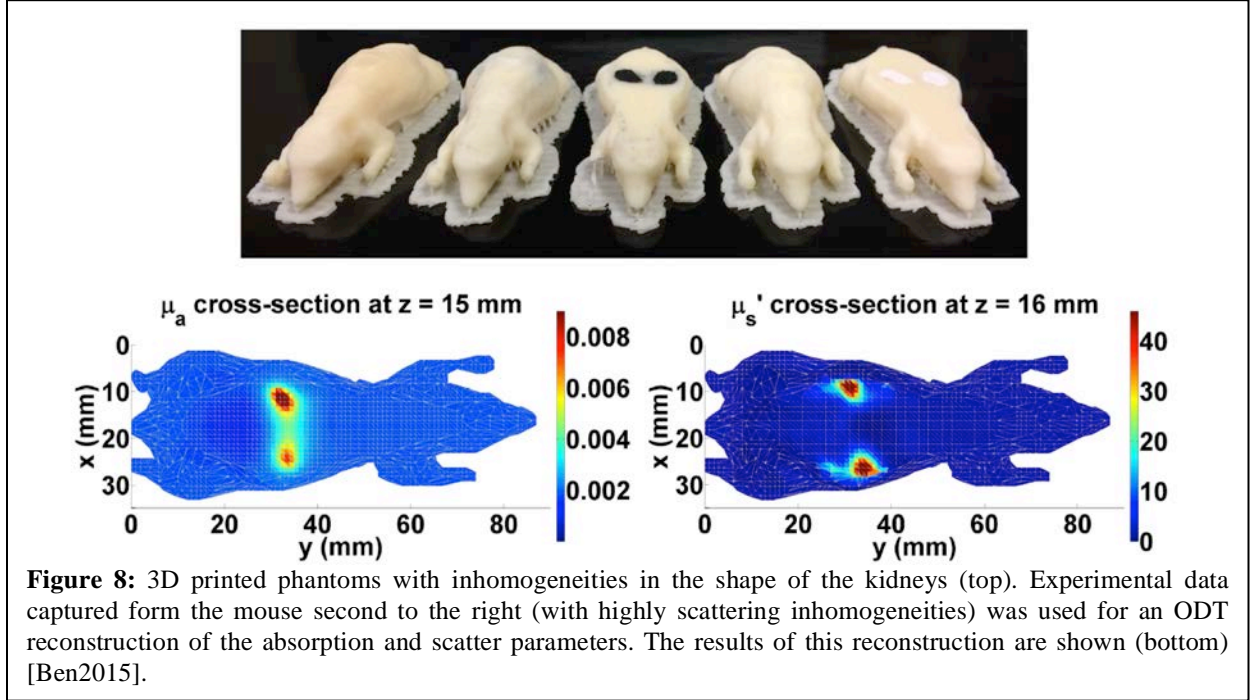 μa cross-section at z = 15 mm
μs' cross-section at z = 16 mm
0
10
20
30
x (mm)
0 20 40 60 80
y (mm)
0.008
0.006
0.004
0.002
0
10
20
30
x (mm)
0 20 40 60 80
y (mm)
40
30
20
10
0
Figure 8: 3D printed phantoms with inhomogeneities in the shape of the kidneys (top). Experimental data
captured form the mouse second to the right (with highly scattering inhomogeneities) was used for an ODT
reconstruction of the absorption and scatter parameters. The results of this reconstruction are shown (bottom)
[Ben2015].